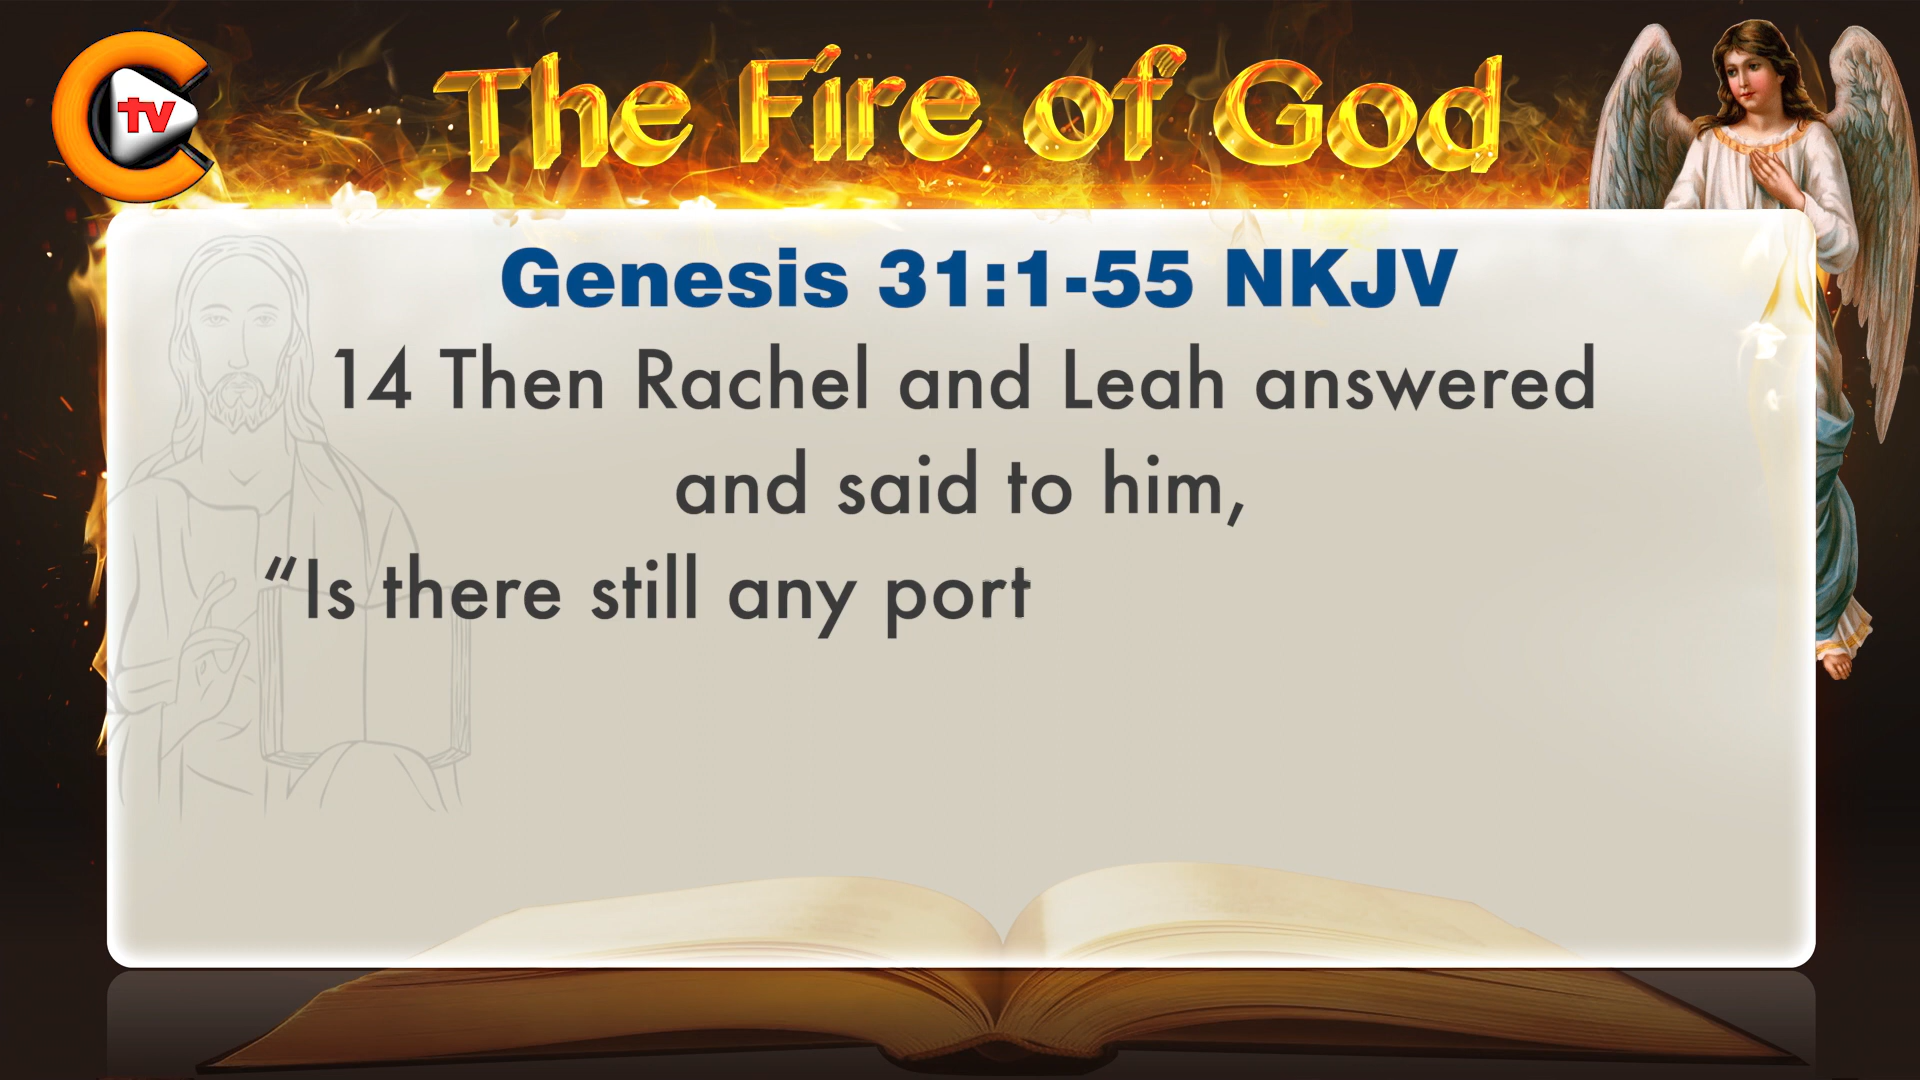 tv
The Fire of God
Genesis 31:1-55 NKJV
14 Then Rachel and Leah answered
and said to him,
“Is there still any port